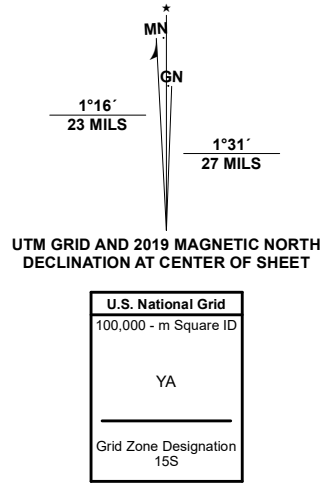 MN
GN
1°16´
23 MILS
1°31´
27 MILS
UTM GRID AND 2019 MAGNETIC NORTH
DECLINATION AT CENTER OF SHEET
U.S. National Grid
100,000 - m Square ID
YA
Grid Zone Designation
15S